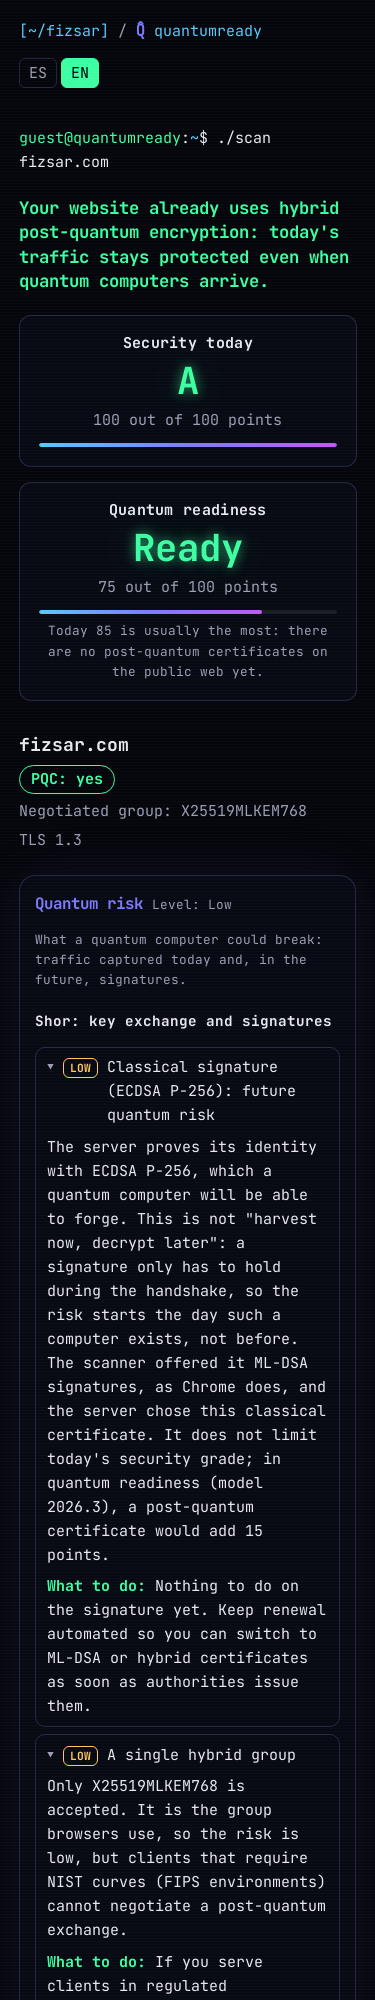 [~/fizsar] / Q̂ quantumready
ES EN
guest@quantumready:~$ ./scan
fizsar.com
Your website already uses hybrid
post-quantum encryption: today's
traffic stays protected even when
quantum computers arrive.
Security today
A
100 out of 100 points
Quantum readiness
Ready
75 out of 100 points
Today 85 is usually the most: there
are no post-quantum certificates on
the public web yet.
fizsar.com
PQC: yes
Negotiated group: X25519MLKEM768
TLS 1.3
Quantum risk Level: Low
What a quantum computer could break:
traffic captured today and, in the
future, signatures.
Shor: key exchange and signatures
▾ LOW Classical signature
(ECDSA P-256): future
quantum risk
The server proves its identity
with ECDSA P-256, which a
quantum computer will be able
to forge. This is not "harvest
now, decrypt later": a
signature only has to hold
during the handshake, so the
risk starts the day such a
computer exists, not before.
The scanner offered it ML-DSA
signatures, as Chrome does, and
the server chose this classical
certificate. It does not limit
today's security grade; in
quantum readiness (model
2026.3), a post-quantum
certificate would add 15
points.
What to do: Nothing to do on
the signature yet. Keep renewal
automated so you can switch to
ML-DSA or hybrid certificates
as soon as authorities issue
them.
▾ LOW A single hybrid group
Only X25519MLKEM768 is
accepted. It is the group
browsers use, so the risk is
low, but clients that require
NIST curves (FIPS environments)
cannot negotiate a post-quantum
exchange.
What to do: If you serve
clients in regulated